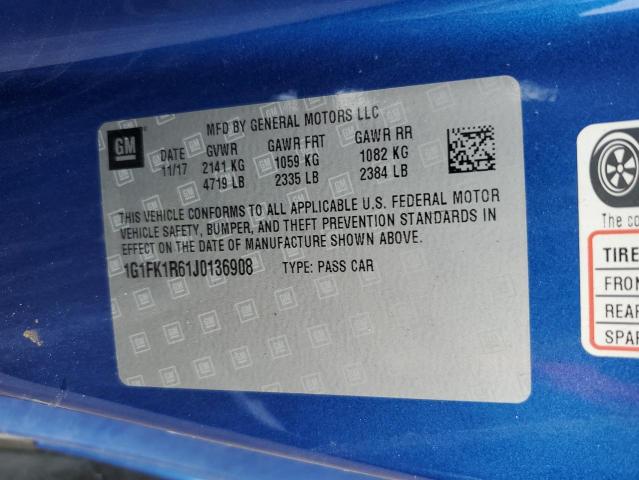 MFD BY GENERAL MOTORS LLC
GM
DATE GVWR GAWR FRT GAWR RR
11/17 2141 KG 1059 KG 1082 KG
4719 LB 2335 LB 2384 LB
THIS VEHICLE CONFORMS TO ALL APPLICABLE U.S. FEDERAL MOTOR
VEHICLE SAFETY, BUMPER, AND THEFT PREVENTION STANDARDS IN
EFFECT ON THE DATE OF MANUFACTURE SHOWN ABOVE.
1G1FK1R61J0136908 TYPE: PASS CAR
The co
TIRE
FRON
REAR
SPAR